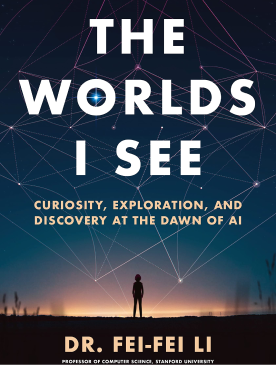 THE
WORLDS
I SEE
CURIOSITY, EXPLORATION, AND
DISCOVERY AT THE DAWN OF AI
DR. FEI-FEI LI
PROFESSOR OF COMPUTER SCIENCE, STANFORD UNIVERSITY